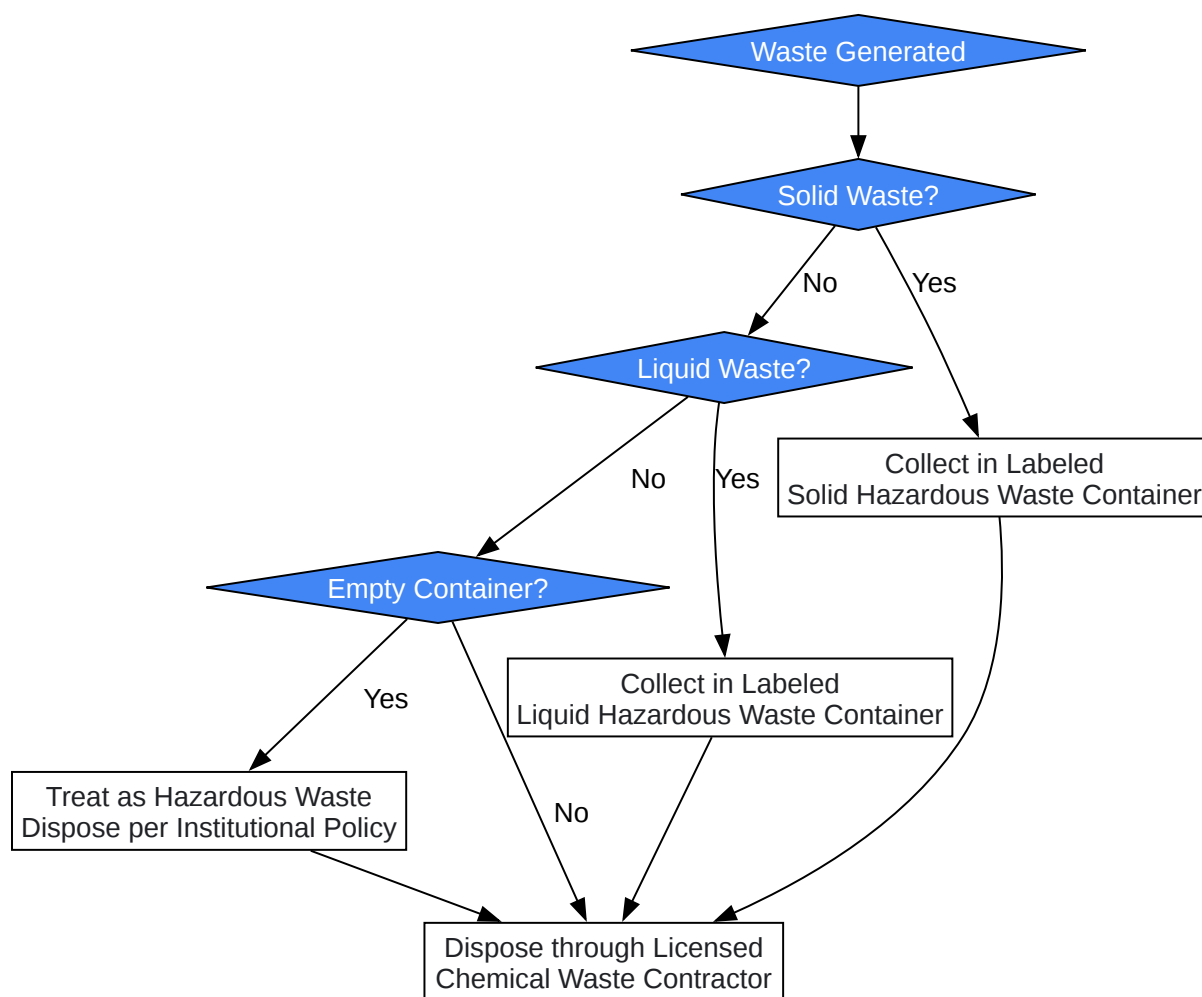 Waste Generated
Solid Waste?
No
Yes
Liquid Waste?
Collect in Labeled
Solid Hazardous Waste Container
No
Yes
Empty Container?
Collect in Labeled
Liquid Hazardous Waste Container
Yes
Treat as Hazardous Waste
Dispose per Institutional Policy
No
Dispose through Licensed
Chemical Waste Contractor